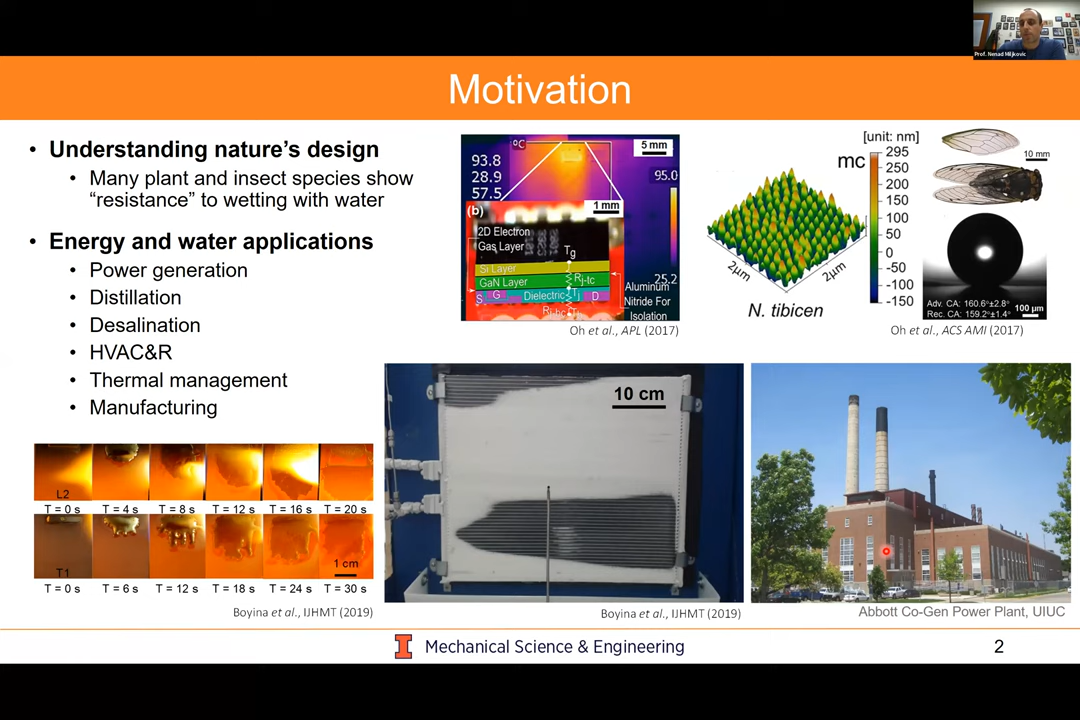 Prof. Nenad Miljkovic
Motivation
• Understanding nature's design
• Many plant and insect species show
"resistance" to wetting with water
• Energy and water applications
• Power generation
• Distillation
• Desalination
• HVAC&R
• Thermal management
• Manufacturing
ºC
5 mm
93.8
28.9
57.5
95.0
25.2
(b)
1 mm
2D Electron
Gas Layer
Tg
Si Layer
GaN Layer
Rj-tc
S
G
Dielectric
Tj
D
Aluminum
Nitride For
Isolation
Oh et al., APL (2017)
[unit: nm]
mc
295
250
200
150
100
50
0
-50
-100
-150
2µm
2µm
N. tibicen
10 mm
Adv. CA: 160.6°±2.8°
Rec. CA: 159.2°±1.4°
100 µm
Oh et al., ACS AMI (2017)
L2
T = 0 s T = 4 s T = 8 s T = 12 s T = 16 s T = 20 s
T1
1 cm
T = 0 s T = 6 s T = 12 s T = 18 s T = 24 s T = 30 s
Boyina et al., IJHMT (2019)
10 cm
Boyina et al., IJHMT (2019)
Abbott Co-Gen Power Plant, UIUC
I
Mechanical Science & Engineering
2